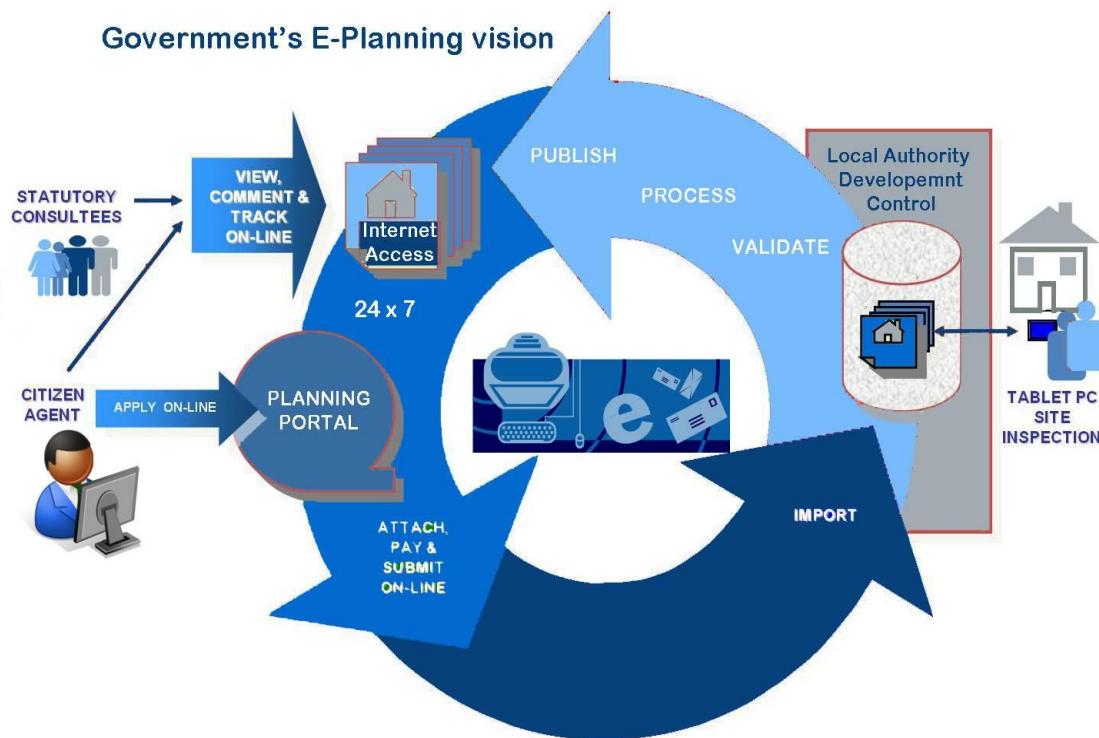 Government's E-Planning vision
STATUTORY
CONSULTEES
VIEW,
COMMENT &
TRACK
ON-LINE
Internet
Access
24 x 7
PUBLISH
PROCESS
VALIDATE
Local Authority
Developemnt
Control
CITIZEN
AGENT
APPLY ON-LINE
PLANNING
PORTAL
e
TABLET PC
SITE
INSPECTION
ATTACH,
PAY &
SUBMIT
ON-LINE
IMPORT